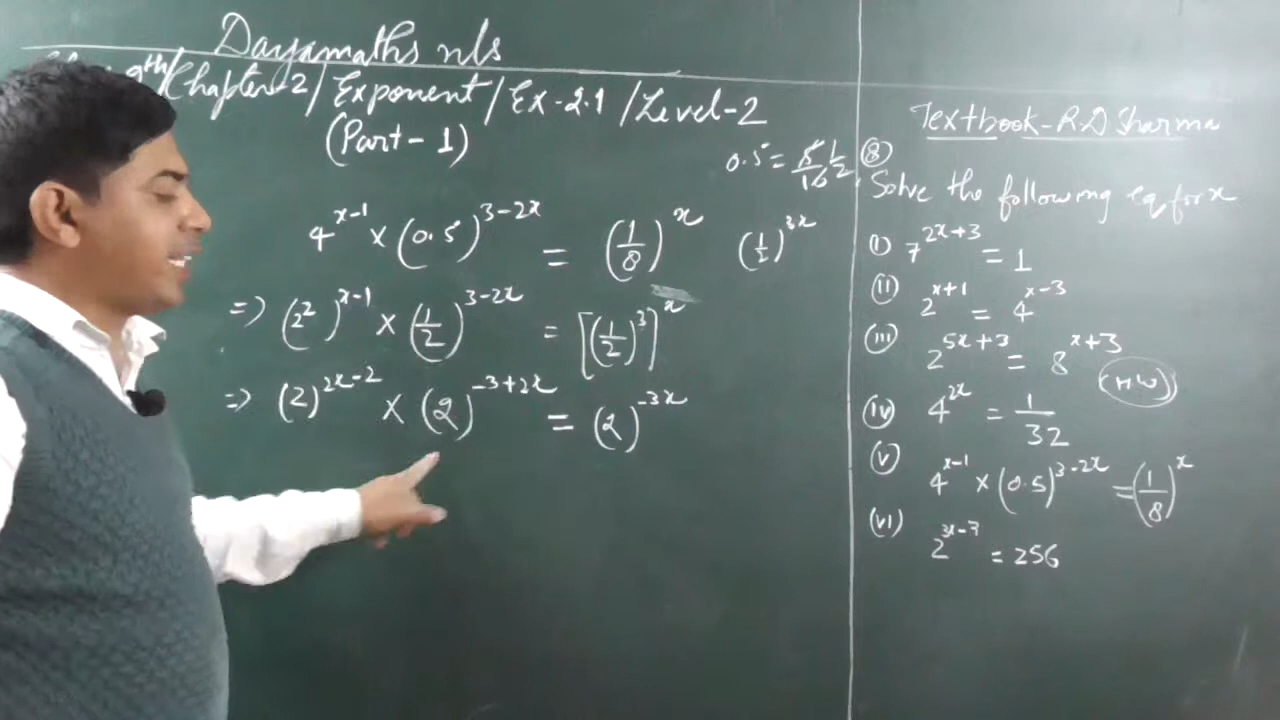 Dayamaths nls
9th/Chapter-2/Exponent/Ex-2.1/Level-2
(Part-1)
0.5 = 5/10 1/2
4^{x-1} × (0.5)^{3-2x} = (1/8)^x (1/2)^{3x}
=> (2^2)^{x-1} × (1/2)^{3-2x} = [(1/2)^3]^x
=> (2)^{2x-2} × (2)^{-3+2x} = (2)^{-3x}
Textbook-R.D Sharma
⑧ Solve the following eq for x
(i) 7^{2x+3} = 1
(ii) 2^{x+1} = 4^{x-3}
(iii) 2^{5x+3} = 8^{x+3}
(HW)
(iv) 4^{2x} = 1/32
(v) 4^{x-1} × (0.5)^{3-2x} = (1/8)^x
(vi) 2^{3x-7} = 256